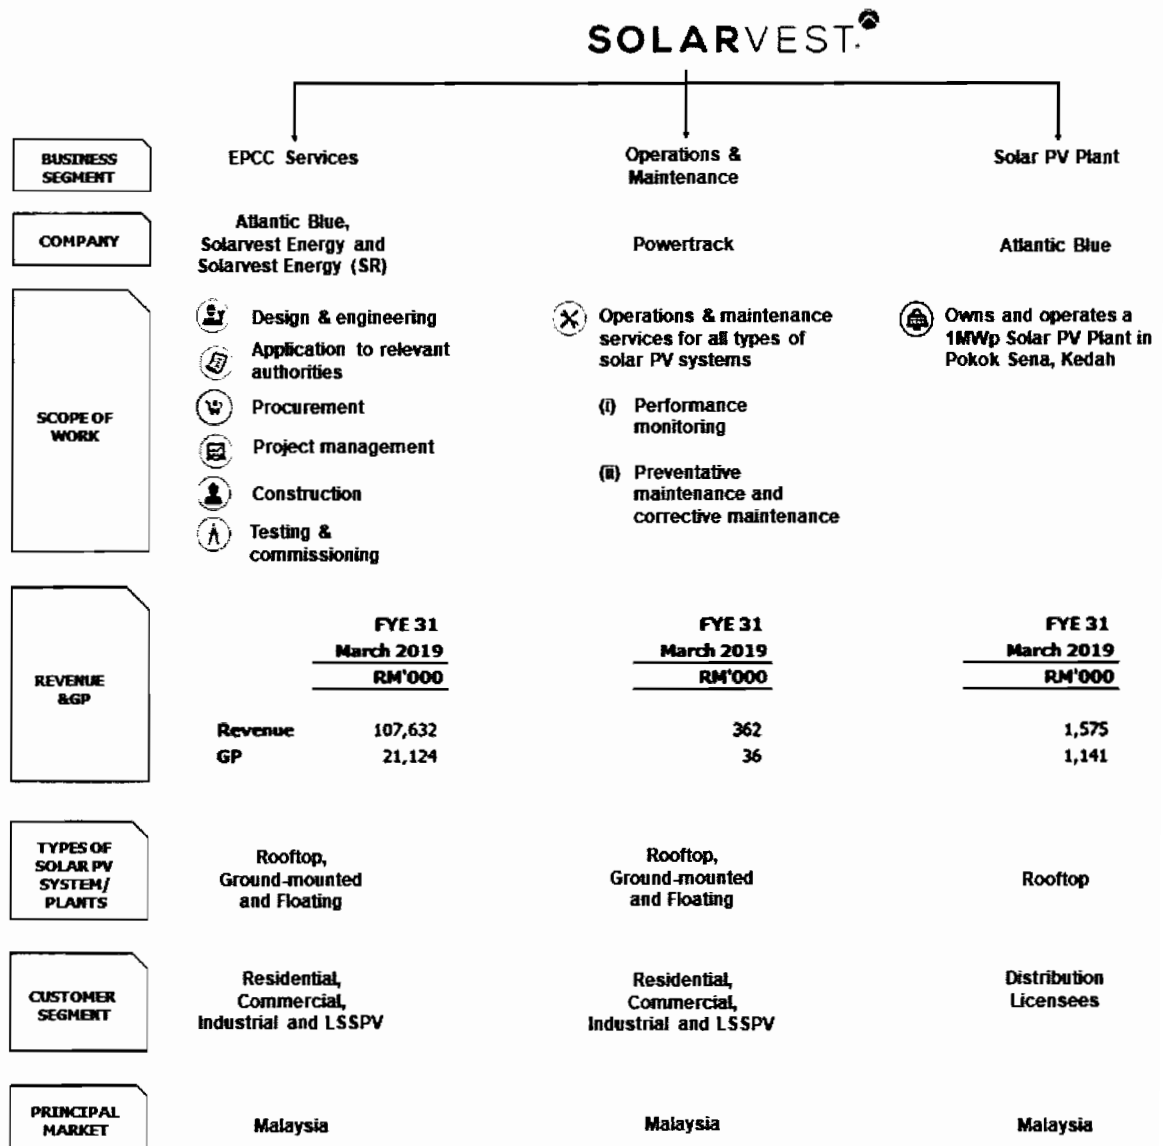 SOLARVEST.
BUSINESS
SEGMENT
EPCC Services
Operations &
Maintenance
Solar PV Plant
COMPANY
Atlantic Blue,
Solarvest Energy and
Solarvest Energy (SR)
Powertrack
Atlantic Blue
SCOPE OF
WORK
Design & engineering
Application to relevant
authorities
Procurement
Project management
Construction
Testing &
commissioning
Operations & maintenance
services for all types of
solar PV systems
(i) Performance
monitoring
(ii) Preventative
maintenance and
corrective maintenance
Owns and operates a
1MWp Solar PV Plant in
Pokok Sena, Kedah
REVENUE
&GP
FYE 31
March 2019
RM'000
FYE 31
March 2019
RM'000
FYE 31
March 2019
RM'000
Revenue 107,632 362 1,575
GP 21,124 36 1,141
TYPES OF
SOLAR PV
SYSTEM/
PLANTS
Rooftop,
Ground-mounted
and Floating
Rooftop,
Ground-mounted
and Floating
Rooftop
CUSTOMER
SEGMENT
Residential,
Commercial,
Industrial and LSSPV
Residential,
Commercial,
Industrial and LSSPV
Distribution
Licensees
PRINCIPAL
MARKET
Malaysia
Malaysia
Malaysia